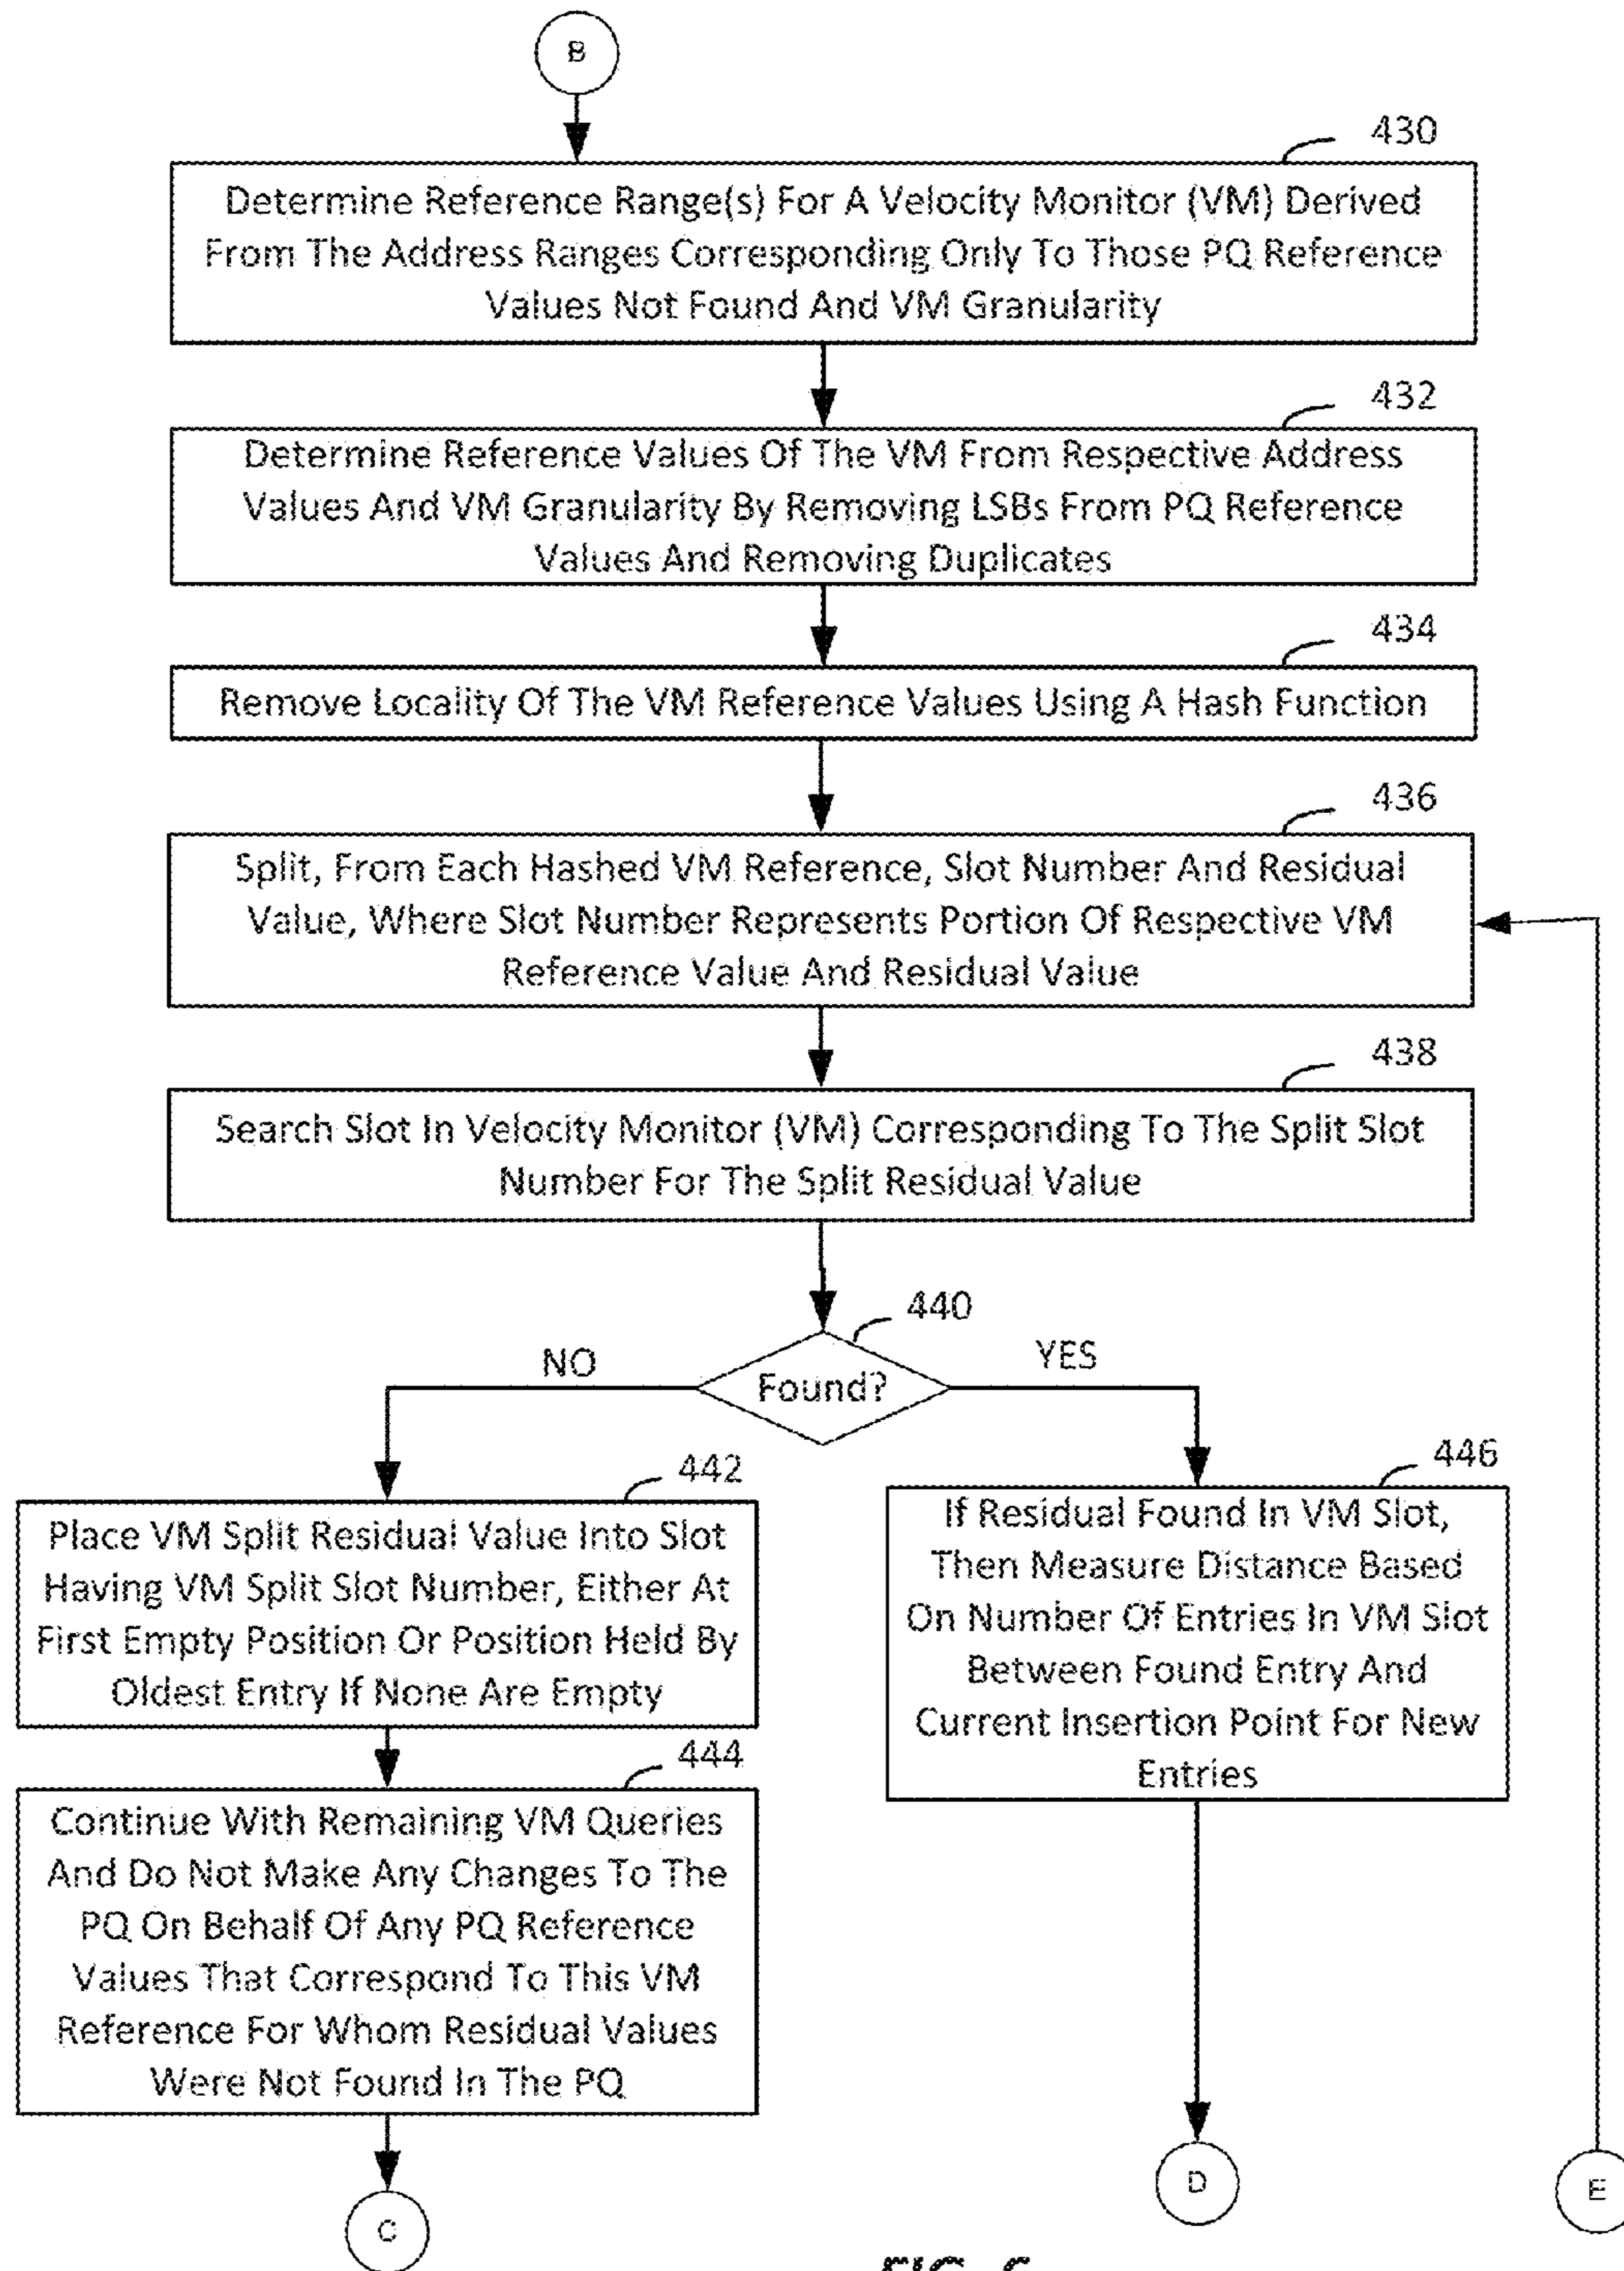 B
430
Determine Reference Range(s) For A Velocity Monitor (VM) Derived
From The Address Ranges Corresponding Only To Those PQ Reference
Values Not Found And VM Granularity
432
Determine Reference Values Of The VM From Respective Address
Values And VM Granularity By Removing LSBs From PQ Reference
Values And Removing Duplicates
434
Remove Locality Of The VM Reference Values Using A Hash Function
436
Split, From Each Hashed VM Reference, Slot Number And Residual
Value, Where Slot Number Represents Portion Of Respective VM
Reference Value And Residual Value
438
Search Slot In Velocity Monitor (VM) Corresponding To The Split Slot
Number For The Split Residual Value
440
Found?
NO
YES
442
Place VM Split Residual Value Into Slot
Having VM Split Slot Number, Either At
First Empty Position Or Position Held By
Oldest Entry If None Are Empty
444
Continue With Remaining VM Queries
And Do Not Make Any Changes To The
PQ On Behalf Of Any PQ Reference
Values That Correspond To This VM
Reference For Whom Residual Values
Were Not Found In The PQ
C
446
If Residual Found In VM Slot,
Then Measure Distance Based
On Number Of Entries In VM Slot
Between Found Entry And
Current Insertion Point For New
Entries
D
E